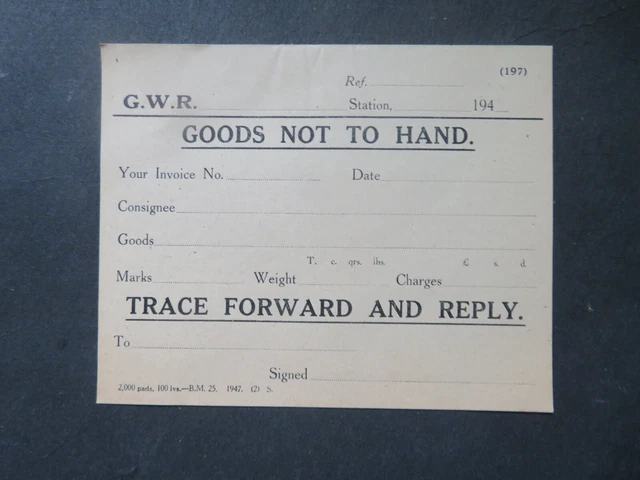 (197)
Ref.
G.W.R. Station, 194
GOODS NOT TO HAND.
Your Invoice No. Date
Consignee
Goods
T. c. qrs. lbs. £ s. d
Marks Weight Charges
TRACE FORWARD AND REPLY.
To
Signed
2,000 pads, 100 lvs.—B.M. 25. 1947. (2) S.